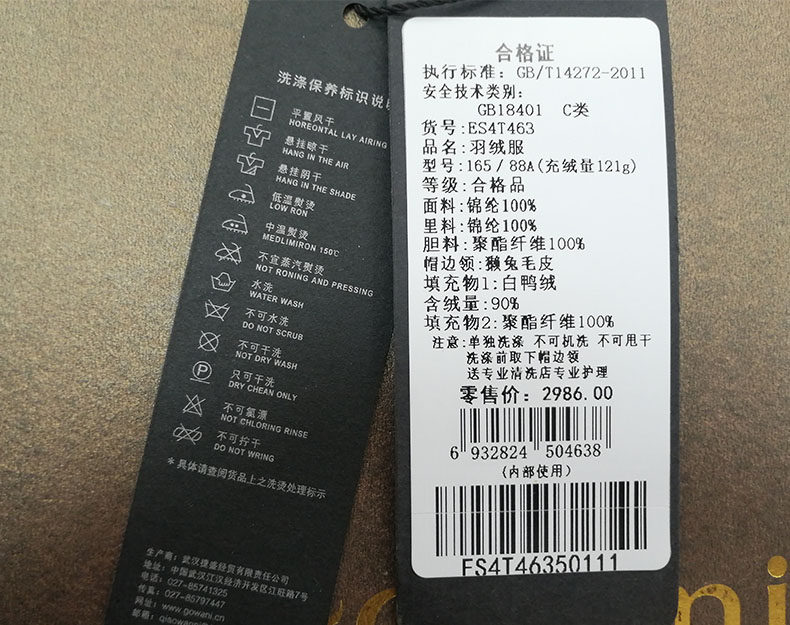 洗涤保养标识说明
平置风干
HOREONTAL LAY AIRING
悬挂晾干
HANG IN THE AIR
悬挂阴干
HANG IN THE SHADE
低温熨烫
LOW RON
中温熨烫
MEDLIMIRON 150℃
不宜蒸汽熨烫
NOT RONING AND PRESSING
水洗
WATER WASH
不可水洗
DO NOT SCRUB
不可干洗
NOT DRY WASH
P
只可干洗
DRY CHEAN ONLY
不可氯漂
NOT CHLORING RINSE
不可拧干
DO NOT WRING
*具体请查阅货品上之洗烫处理标示
生产商：武汉捷盛经贸有限责任公司
地址：中国武汉江汉经济开发区江旺路7号
电话：027-85741325
传真：027-85797447
网址：www.gowani.cn
合格证
执行标准：GB/T14272-2011
安全技术类别：
GB18401 C类
货号:ES4T463
品名:羽绒服
型号:165/88A(充绒量121g)
等级:合格品
面料:锦纶100%
里料:锦纶100%
胆料:聚酯纤维100%
帽边领:獭兔毛皮
填充物1:白鸭绒
含绒量:90%
填充物2:聚酯纤维100%
注意:单独洗涤 不可机洗 不可甩干
洗涤前取下帽边领
送专业清洗店专业护理
零售价：2986.00
6 932824 504638
(内部使用)
ES4T46350111